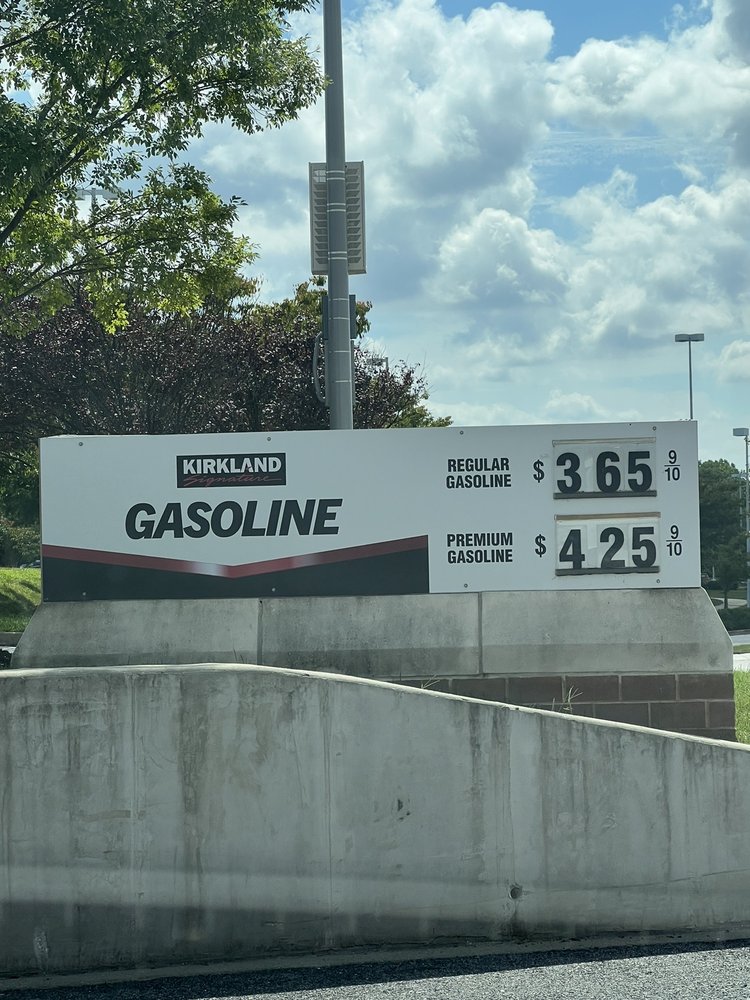 KIRKLAND
Signature
GASOLINE
REGULAR
GASOLINE
$ 3 65 9/10
PREMIUM
GASOLINE
$ 4 25 9/10